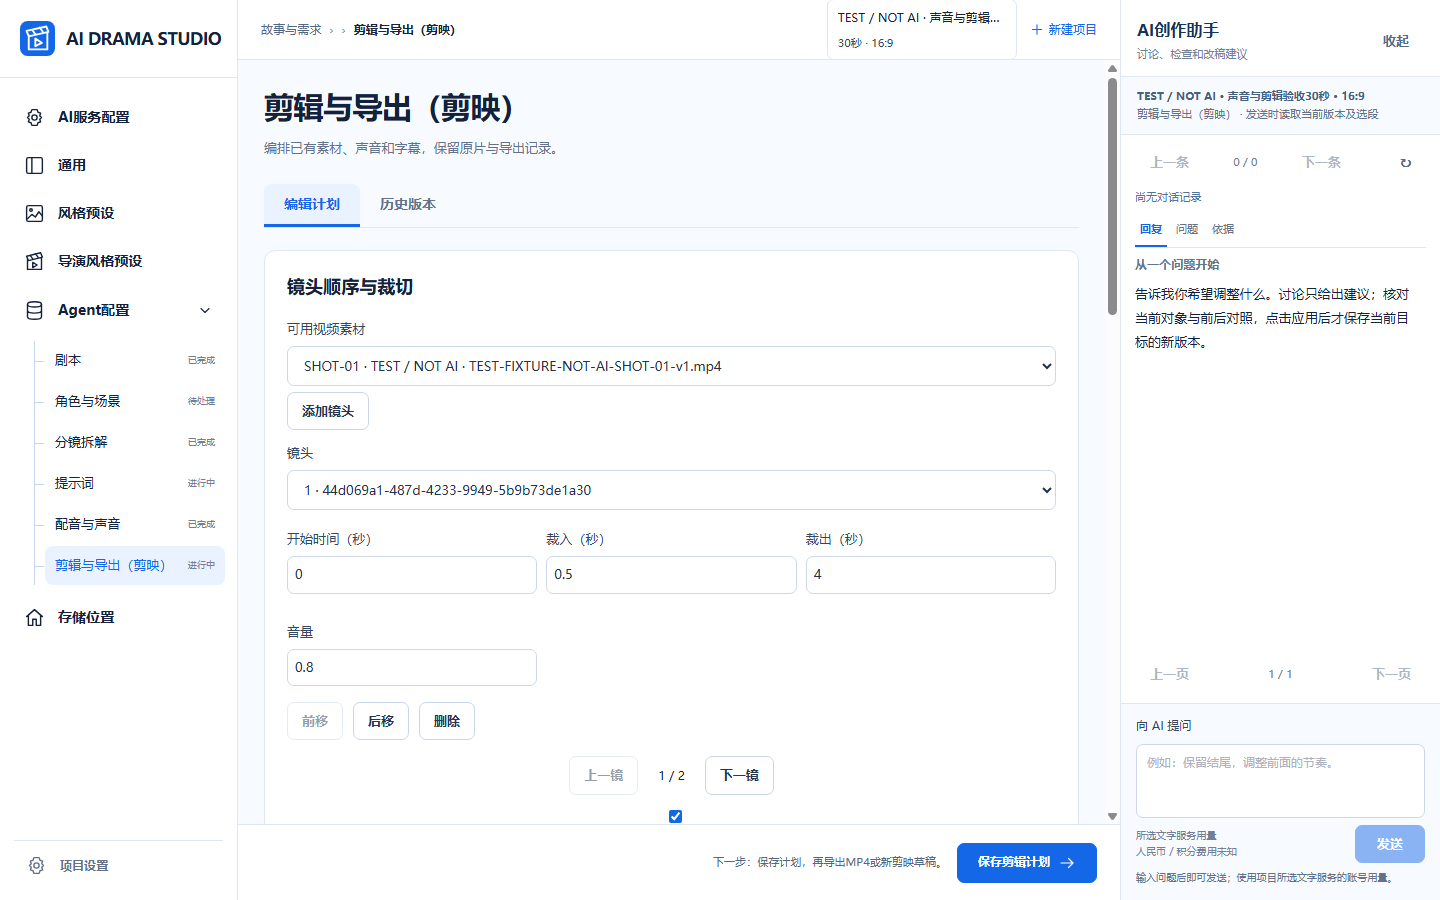 AI DRAMA STUDIO
AI服务配置
通用
风格预设
导演风格预设
Agent配置
剧本 已完成
角色与场景 待处理
分镜拆解 已完成
提示词 进行中
配音与声音 已完成
剪辑与导出（剪映） 进行中
存储位置
项目设置
故事与需求 › › 剪辑与导出（剪映）
TEST / NOT AI · 声音与剪辑...
30秒 · 16:9
＋ 新建项目
剪辑与导出（剪映）
编排已有素材、声音和字幕，保留原片与导出记录。
编辑计划 历史版本
镜头顺序与裁切
可用视频素材
SHOT-01 · TEST / NOT AI · TEST-FIXTURE-NOT-AI-SHOT-01-v1.mp4
添加镜头
镜头
1 · 44d069a1-487d-4233-9949-5b9b73de1a30
开始时间（秒） 裁入（秒） 裁出（秒）
0 0.5 4
音量
0.8
前移 后移 删除
上一镜 1 / 2 下一镜
下一步：保存计划，再导出MP4或新剪映草稿。
保存剪辑计划 →
AI创作助手
讨论、检查和改稿建议
收起
TEST / NOT AI • 声音与剪辑验收30秒 • 16:9
剪辑与导出（剪映） · 发送时读取当前版本及选段
上一条 0 / 0 下一条 ↻
尚无对话记录
回复 问题 依据
从一个问题开始
告诉我你希望调整什么。讨论只给出建议；核对
当前对象与前后对照，点击应用后才保存当前目
标的新版本。
上一页 1 / 1 下一页
向 AI 提问
例如：保留结尾，调整前面的节奏。
所选文字服务用量
人民币 / 积分费用未知
发送
输入问题后即可发送；使用项目所选文字服务的账号用量。